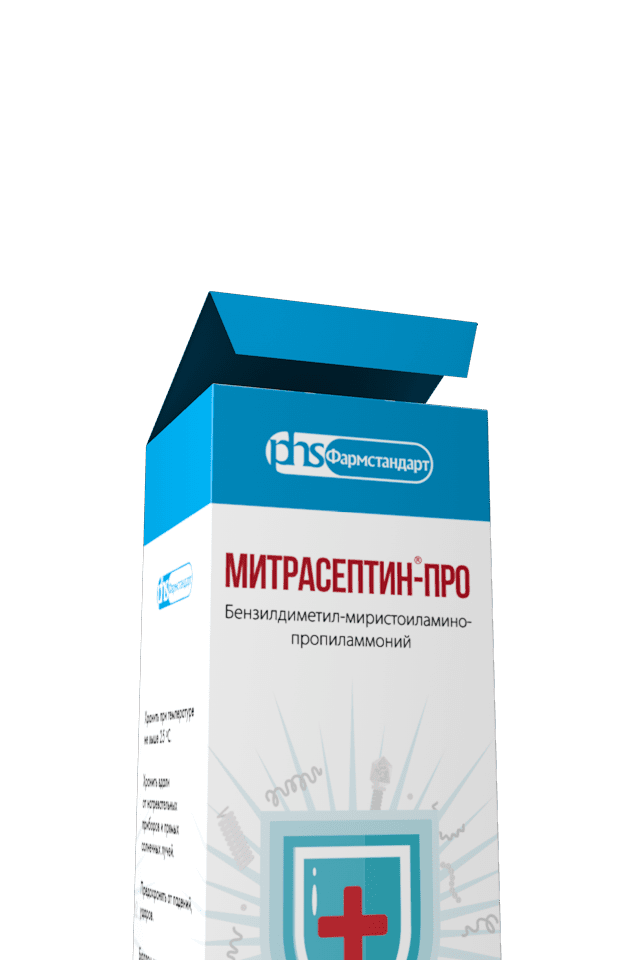 phs Фармстандарт
МИТРАСЕПТИН®-ПРО
Бензилдиметил-миристоиламино-
пропиламмоний
Фармстандарт
Хранить при температуре
не выше 25 °С
Хранить вдали
от нагревательных
приборов и прямых
солнечных лучей.
Предохранять от падений,
ударов.